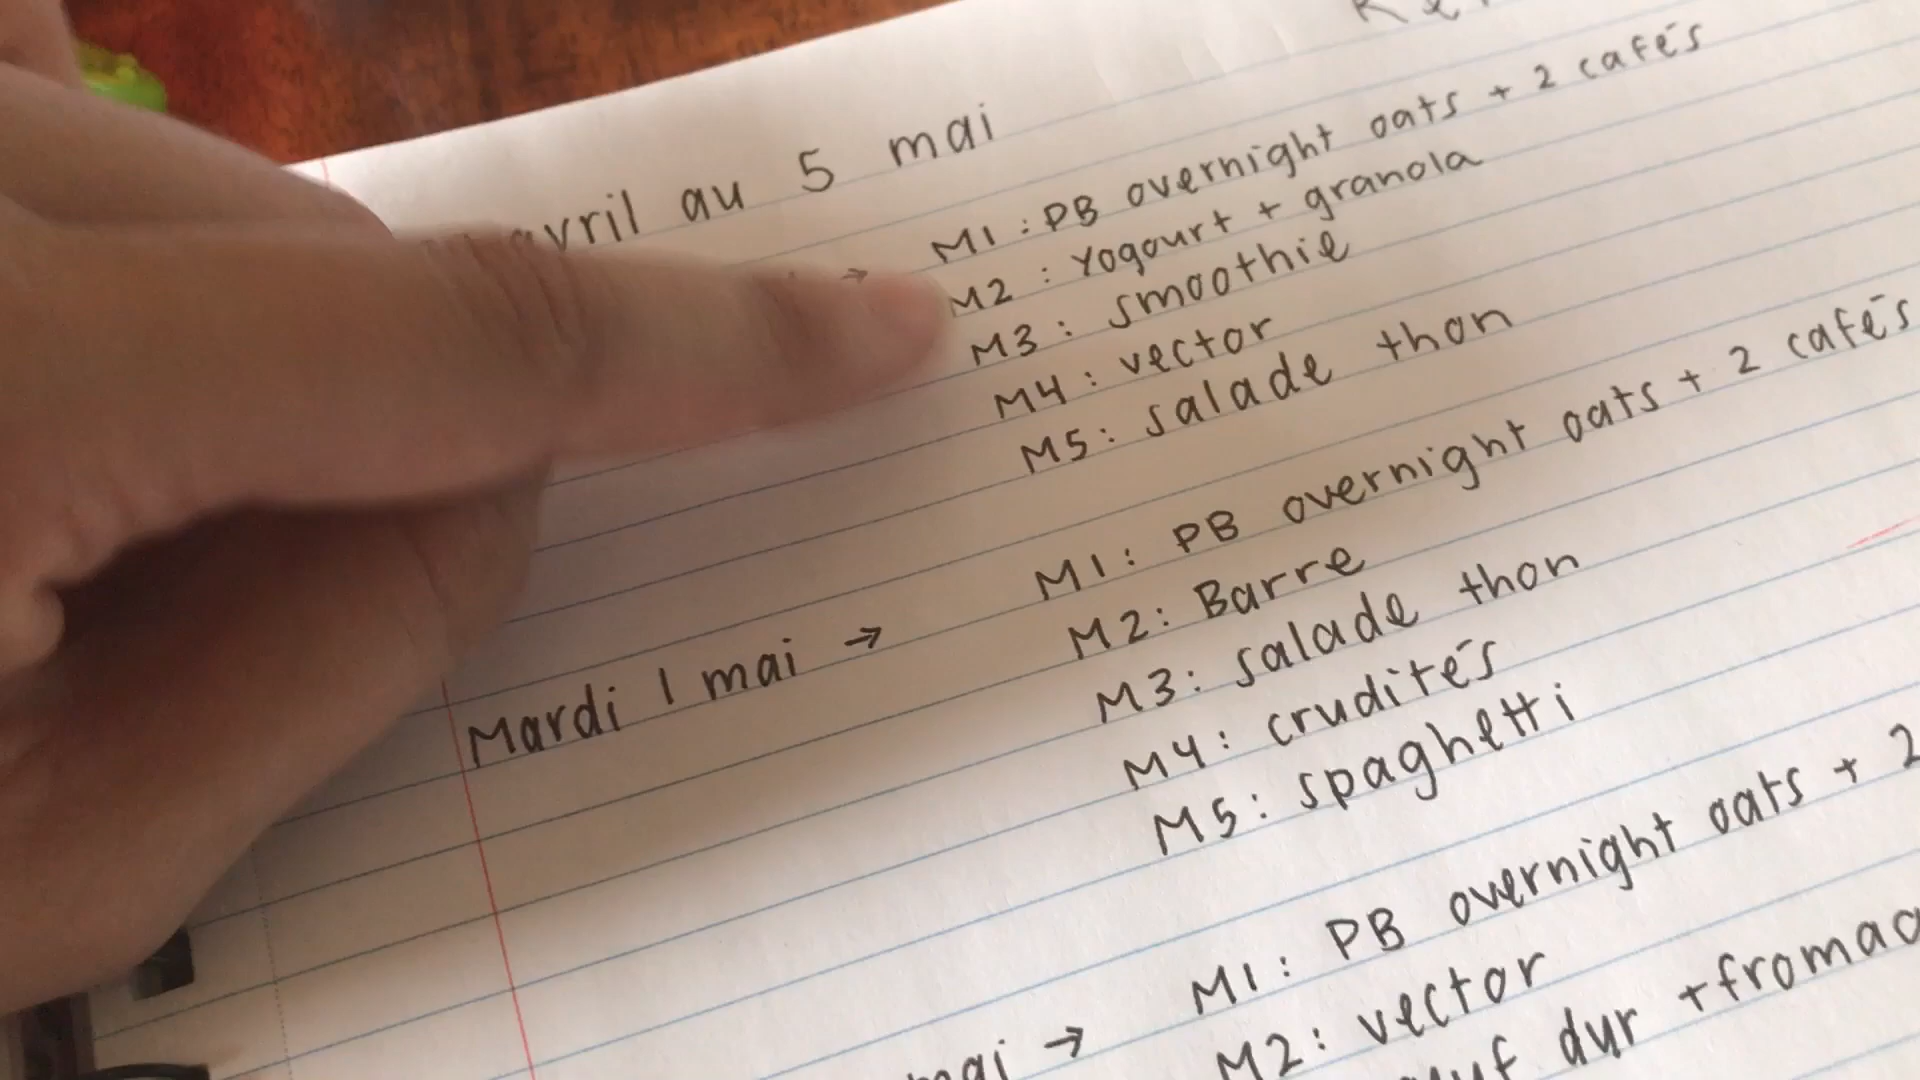 avril au 5 mai
→ M1 : PB overnight oats + 2 cafés
M2 : Yogourt + granola
M3 : smoothie
M4 : vector
M5 : salade thon
Mardi 1 mai → M1 : PB overnight oats + 2 cafés
M2 : Barre
M3 : salade thon
M4 : crudités
M5 : spaghetti
mai → M1 : PB overnight oats + 2
M2 : vector
dur + fromag